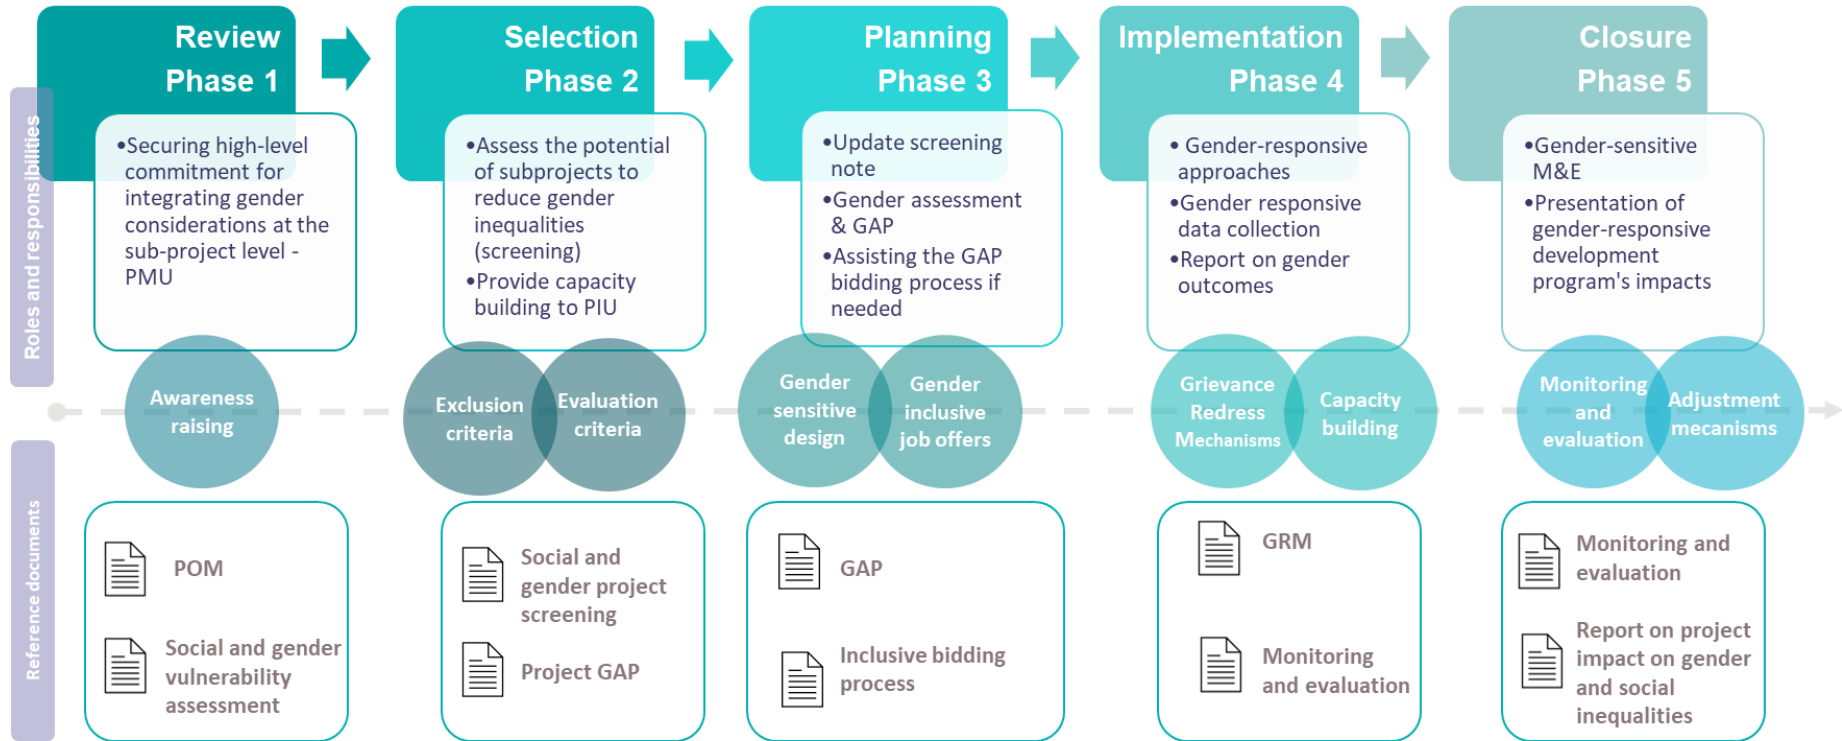 Review
Phase 1
Selection
Phase 2
Planning
Phase 3
Implementation
Phase 4
Closure
Phase 5
Roles and responsibilities
•Securing high-level
commitment for
integrating gender
considerations at the
sub-project level -
PMU
•Assess the potential
of subprojects to
reduce gender
inequalities
(screening)
•Provide capacity
building to PIU
•Update screening
note
•Gender assessment
& GAP
•Assisting the GAP
bidding process if
needed
• Gender-responsive
approaches
•Gender responsive
data collection
•Report on gender
outcomes
•Gender-sensitive
M&E
•Presentation of
gender-responsive
development
program's impacts
Awareness
raising
Exclusion
criteria
Evaluation
criteria
Gender
sensitive
design
Gender
inclusive
job offers
Grievance
Redress
Mechanisms
Capacity
building
Monitoring
and
evaluation
Adjustment
mecanisms
Reference documents
POM
Social and gender
vulnerability
assessment
Social and
gender project
screening
Project GAP
GAP
Inclusive bidding
process
GRM
Monitoring
and evaluation
Monitoring and
evaluation
Report on project
impact on gender
and social
inequalities